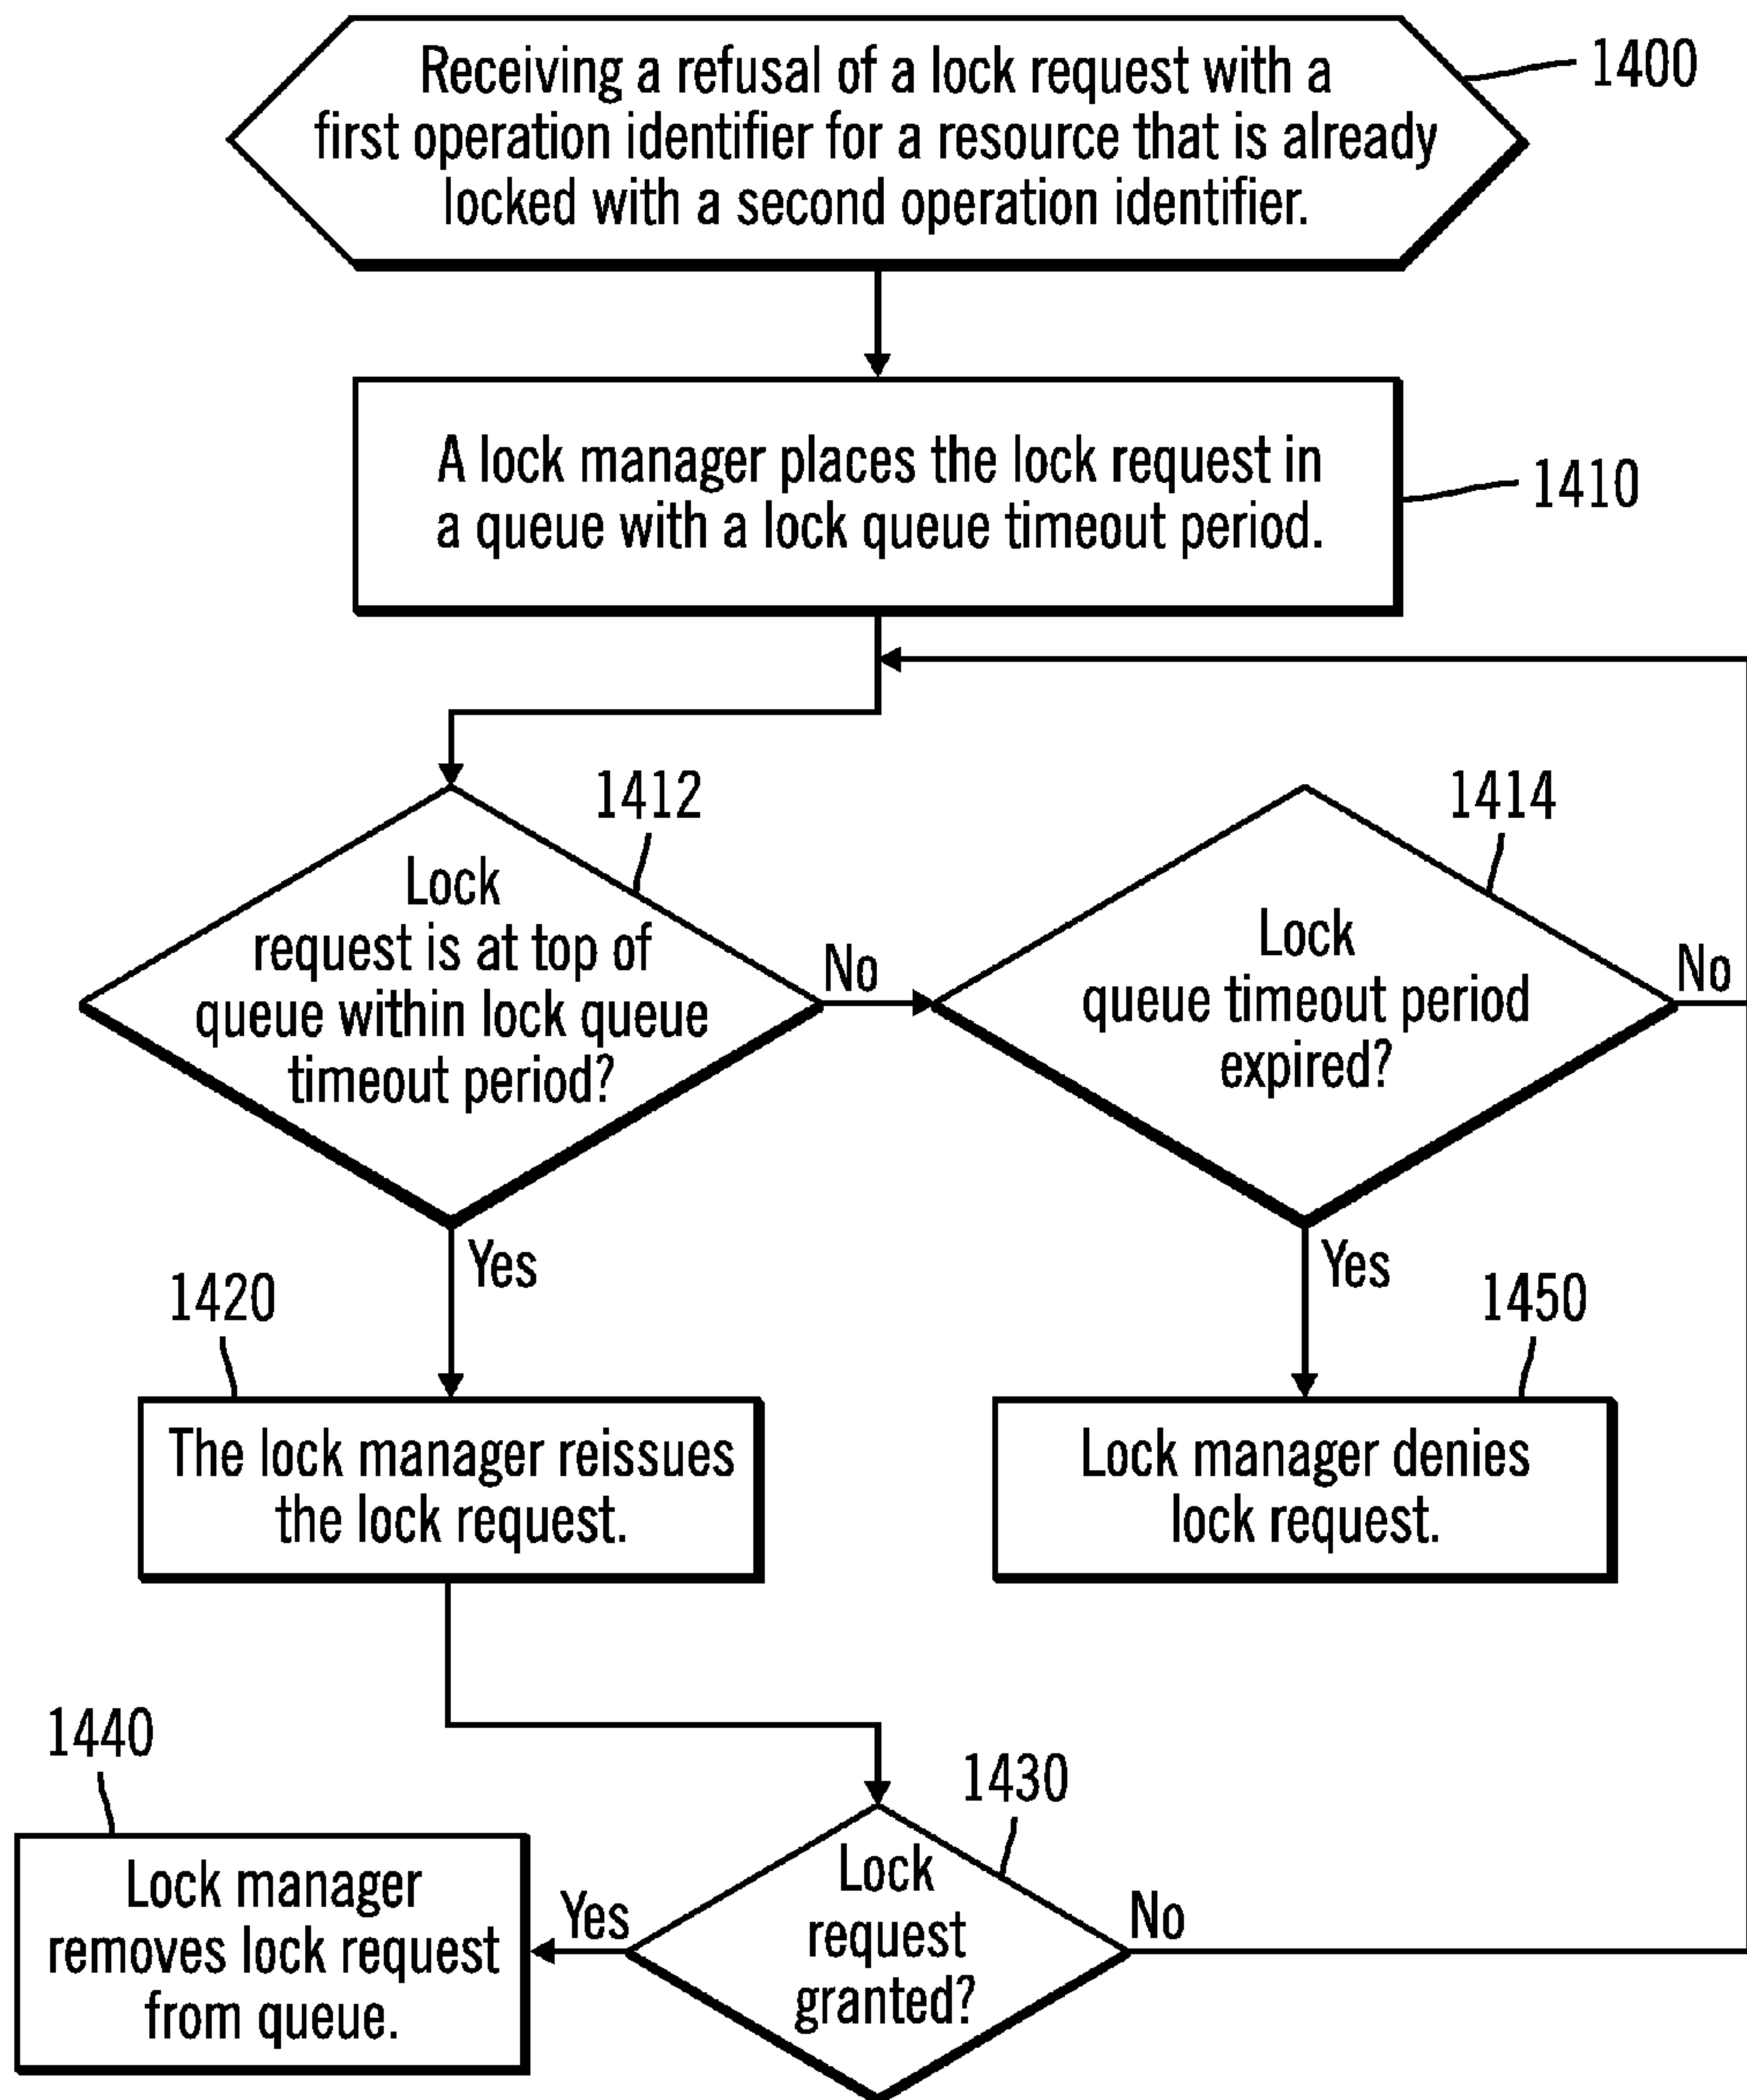 Receiving a refusal of a lock request with a
first operation identifier for a resource that is already
locked with a second operation identifier.
1400
A lock manager places the lock request in
a queue with a lock queue timeout period.
1410
1412
Lock
request is at top of
queue within lock queue
timeout period?
No
Yes
1414
Lock
queue timeout period
expired?
No
Yes
1420
The lock manager reissues
the lock request.
1450
Lock manager denies
lock request.
1440
Lock manager
removes lock request
from queue.
Yes
1430
Lock
request
granted?
No